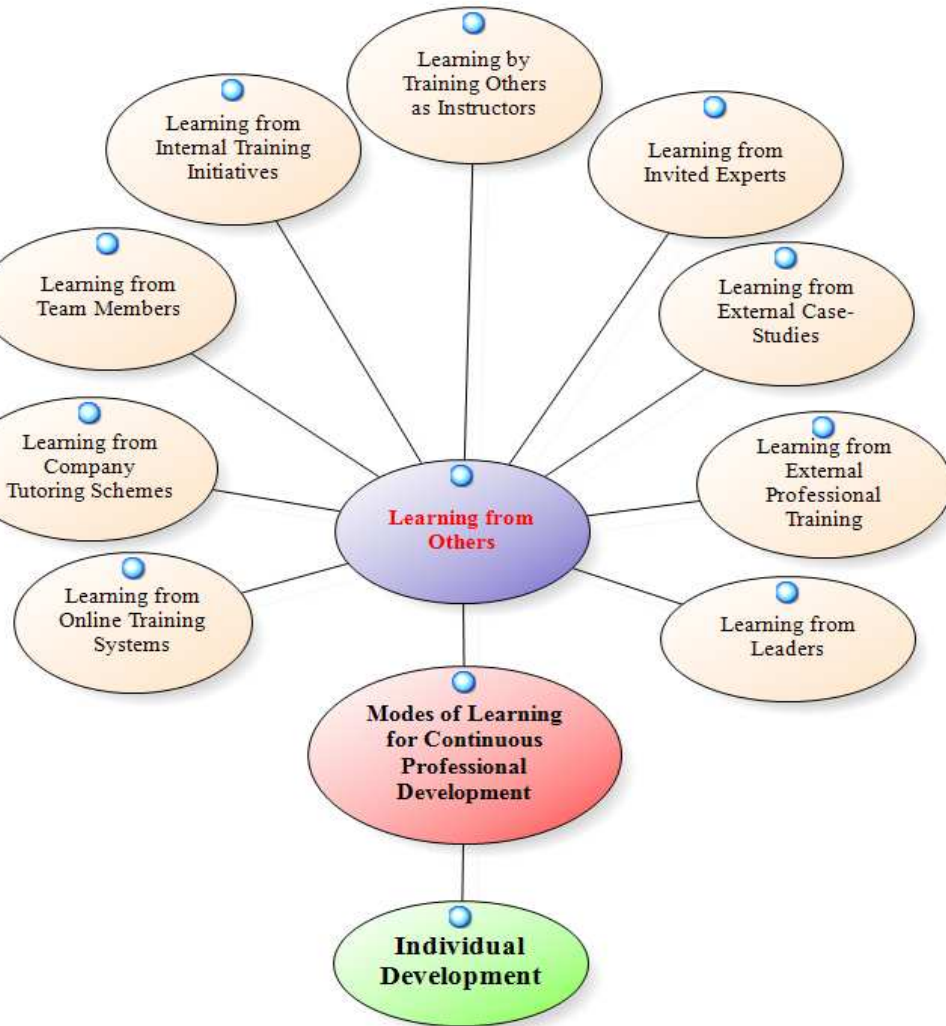 Learning by
Training Others
as Instructors
Learning from
Internal Training
Initiatives
Learning from
Invited Experts
Learning from
Team Members
Learning from
External Case-
Studies
Learning from
Company
Tutoring Schemes
Learning from
External
Professional
Training
Learning from
Others
Learning from
Online Training
Systems
Learning from
Leaders
Modes of Learning
for Continuous
Professional
Development
Individual
Development